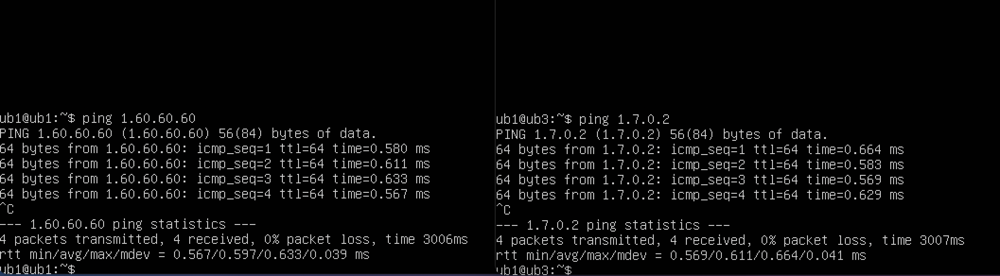 ub1@ub1:~$ ping 1.60.60.60
PING 1.60.60.60 (1.60.60.60) 56(84) bytes of data.
64 bytes from 1.60.60.60: icmp_seq=1 ttl=64 time=0.580 ms
64 bytes from 1.60.60.60: icmp_seq=2 ttl=64 time=0.611 ms
64 bytes from 1.60.60.60: icmp_seq=3 ttl=64 time=0.633 ms
64 bytes from 1.60.60.60: icmp_seq=4 ttl=64 time=0.567 ms
^C
--- 1.60.60.60 ping statistics ---
4 packets transmitted, 4 received, 0% packet loss, time 3006ms
rtt min/avg/max/mdev = 0.567/0.597/0.633/0.039 ms
ub1@ub1:~$
ub1@ub3:~$ ping 1.7.0.2
PING 1.7.0.2 (1.7.0.2) 56(84) bytes of data.
64 bytes from 1.7.0.2: icmp_seq=1 ttl=64 time=0.664 ms
64 bytes from 1.7.0.2: icmp_seq=2 ttl=64 time=0.583 ms
64 bytes from 1.7.0.2: icmp_seq=3 ttl=64 time=0.569 ms
64 bytes from 1.7.0.2: icmp_seq=4 ttl=64 time=0.629 ms
^C
--- 1.7.0.2 ping statistics ---
4 packets transmitted, 4 received, 0% packet loss, time 3007ms
rtt min/avg/max/mdev = 0.569/0.611/0.664/0.041 ms
ub1@ub3:~$